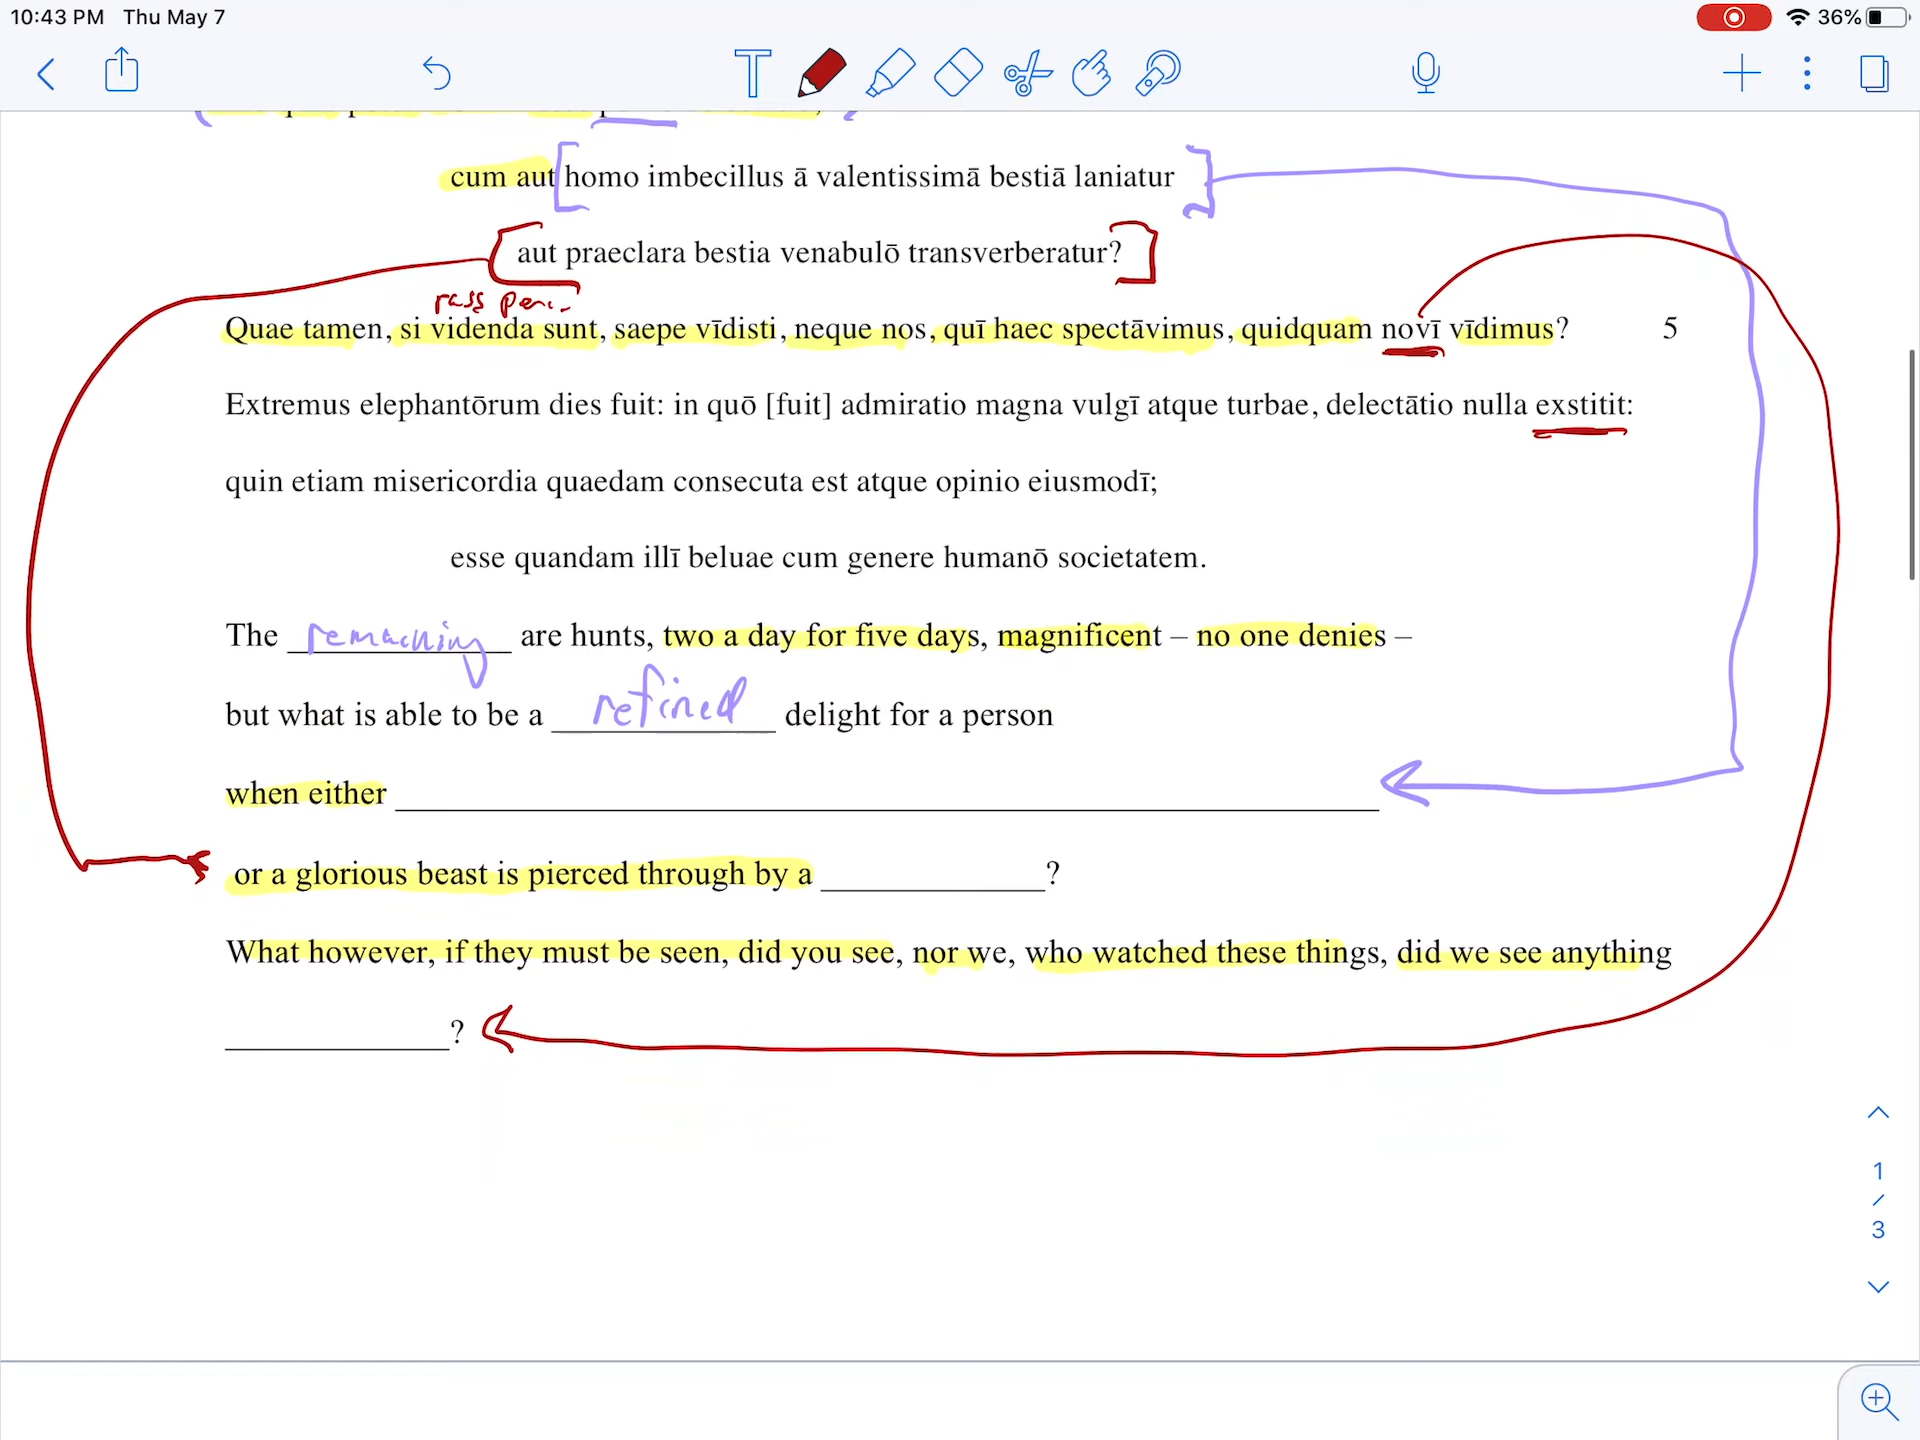 10:43 PM Thu May 7
36%
cum aut homo imbecillus ā valentissimā bestiā laniatur
aut praeclara bestia venabulō transverberatur?
pass peri.
Quae tamen, si videnda sunt, saepe vīdisti, neque nos, quī haec spectāvimus, quidquam novī vīdimus? 5
Extremus elephantōrum dies fuit: in quō [fuit] admiratio magna vulgī atque turbae, delectātio nulla exstitit:
quin etiam misericordia quaedam consecuta est atque opinio eiusmodī;
esse quandam illī beluae cum genere humanō societatem.
The remaining are hunts, two a day for five days, magnificent – no one denies –
but what is able to be a refined delight for a person
when either
or a glorious beast is pierced through by a ?
What however, if they must be seen, did you see, nor we, who watched these things, did we see anything
?
1
/
3